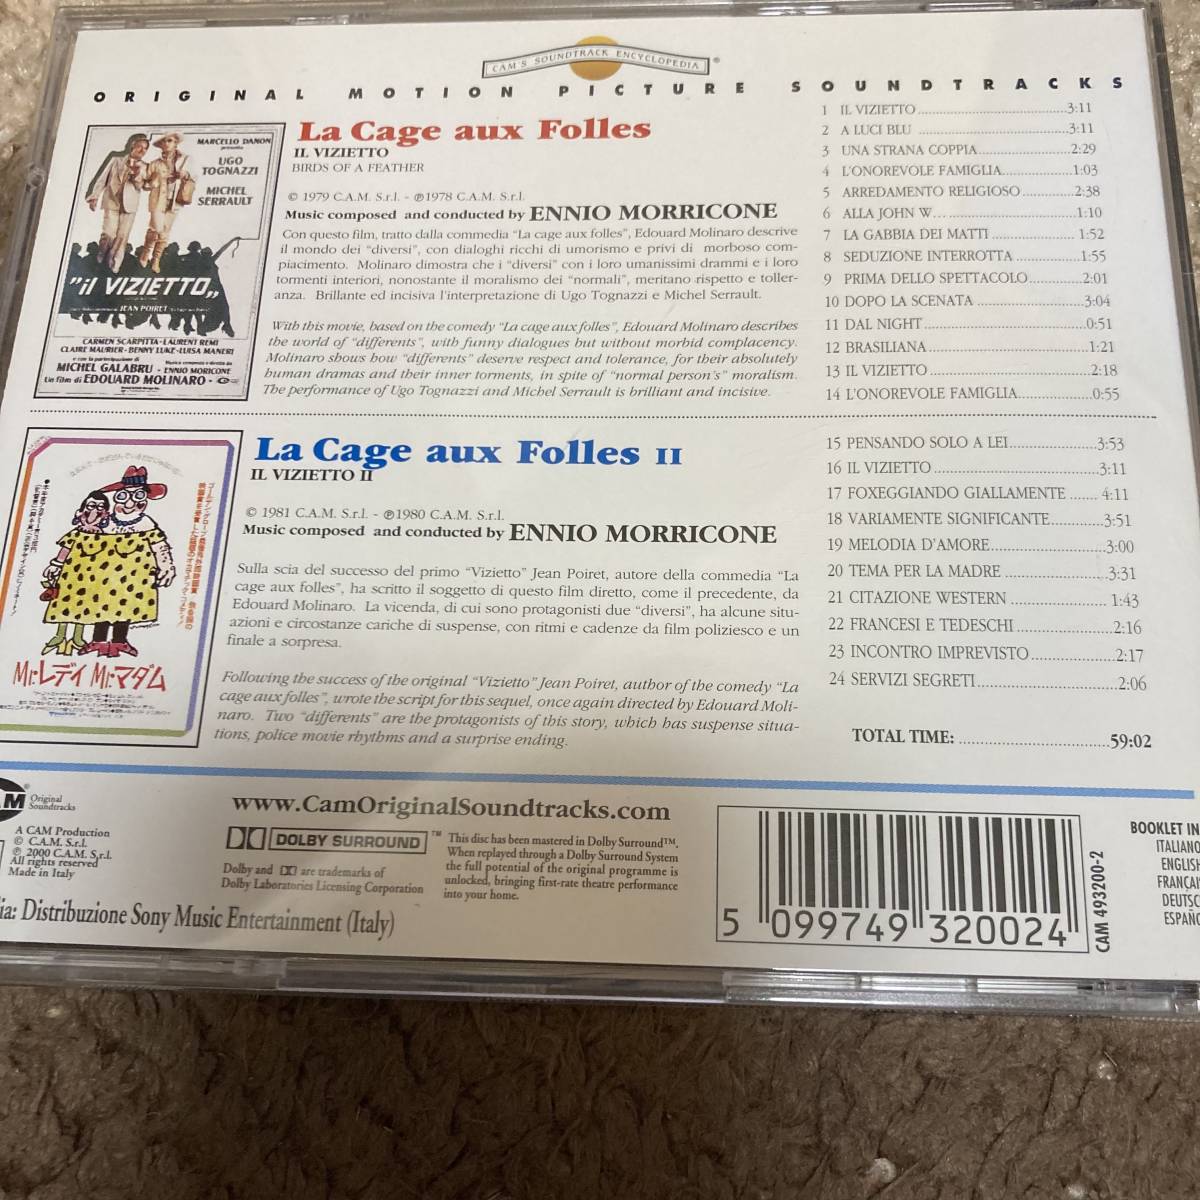 CAM'S SOUNDTRACK ENCYCLOPEDIA ®
ORIGINAL MOTION PICTURE SOUNDTRACKS
MARCELLO DANON
presenta
UGO
TOGNAZZI
MICHEL
SERRAULT
"il VIZIETTO„
JEAN POIRET
CARMEN SCARPITTA · LAURENT REMI
CLAIRE MAURIER · BENNY LUKE · LUISA MANERI
MICHEL GALABRU · ENNIO MORRICONE
Un film di EDOUARD MOLINARO
La Cage aux Folles
IL VIZIETTO
BIRDS OF A FEATHER
© 1979 C.A.M. S.r.l. - ℗1978 C.A.M. S.r.l.
Music composed and conducted by ENNIO MORRICONE
Con questo film, tratto dalla commedia "La cage aux folles", Edouard Molinaro descrive
il mondo dei "diversi", con dialoghi ricchi di umorismo e privi di morboso com-
piacimento. Molinaro dimostra che i "diversi" con i loro umanissimi drammi e i loro
tormenti interiori, nonostante il moralismo dei "normali", meritano rispetto e toller-
anza. Brillante ed incisiva l'interpretazione di Ugo Tognazzi e Michel Serrault.
With this movie, based on the comedy "La cage aux folles", Edouard Molinaro describes
the world of "differents", with funny dialogues but without morbid complacency.
Molinaro shows how "differents" deserve respect and tolerance, for their absolutely
human dramas and their inner torments, in spite of "normal person's" moralism.
The performance of Ugo Tognazzi and Michel Serrault is brilliant and incisive.
1 IL VIZIETTO 3:11
2 A LUCI BLU 3:11
3 UNA STRANA COPPIA 2:29
4 L'ONOREVOLE FAMIGLIA 1:03
5 ARREDAMENTO RELIGIOSO 2:38
6 ALLA JOHN W... 1:10
7 LA GABBIA DEI MATTI 1:52
8 SEDUZIONE INTERROTTA 1:55
9 PRIMA DELLO SPETTACOLO 2:01
10 DOPO LA SCENATA 3:04
11 DAL NIGHT 0:51
12 BRASILIANA 1:21
13 IL VIZIETTO 2:18
14 L'ONOREVOLE FAMIGLIA 0:55
Mr.レディ Mr.マダム
La Cage aux Folles II
IL VIZIETTO II
© 1981 C.A.M. S.r.l. - ℗1980 C.A.M. S.r.l.
Music composed and conducted by ENNIO MORRICONE
Sulla scia del successo del primo "Vizietto" Jean Poiret, autore della commedia "La
cage aux folles", ha scritto il soggetto di questo film diretto, come il precedente, da
Edouard Molinaro. La vicenda, di cui sono protagonisti due "diversi", ha alcune situ-
azioni e circostanze cariche di suspense, con ritmi e cadenze da film poliziesco e un
finale a sorpresa.
Following the success of the original "Vizietto" Jean Poiret, author of the comedy "La
cage aux folles", wrote the script for this sequel, once again directed by Edouard Moli-
naro. Two "differents" are the protagonists of this story, which has suspense situa-
tions, police movie rhythms and a surprise ending.
15 PENSANDO SOLO A LEI 3:53
16 IL VIZIETTO 3:11
17 FOXEGGIANDO GIALLAMENTE 4:11
18 VARIAMENTE SIGNIFICANTE 3:51
19 MELODIA D'AMORE 3:00
20 TEMA PER LA MADRE 3:31
21 CITAZIONE WESTERN 1:43
22 FRANCESI E TEDESCHI 2:16
23 INCONTRO IMPREVISTO 2:17
24 SERVIZI SEGRETI 2:06
TOTAL TIME: 59:02
Original
Soundtracks
A CAM Production
© C.A.M. S.r.l.
℗ 2000 C.A.M. S.r.l.
All rights reserved
Made in Italy
www.CamOriginalSoundtracks.com
DOLBY SURROUND ™
Dolby and are trademarks of
Dolby Laboratories Licensing Corporation
This disc has been mastered in Dolby Surround™.
When replayed through a Dolby Surround System
the full potential of the original programme is
unlocked, bringing first-rate theatre performance
into your home.
ia: Distribuzione Sony Music Entertainment (Italy)
5 099749 320024
CAM 493200-2
BOOKLET IN
ITALIANO
ENGLISH
FRANÇA
DEUTSC
ESPAÑO